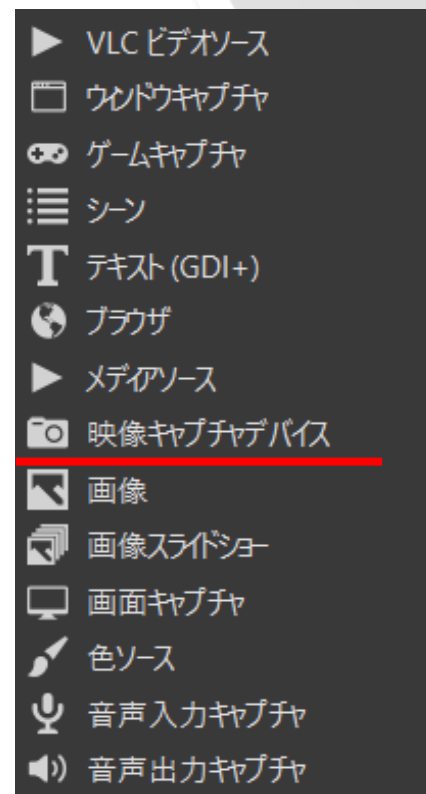 VLC ビデオソース
ウィンドウキャプチャ
ゲームキャプチャ
シーン
テキスト (GDI+)
ブラウザ
メディアソース
映像キャプチャデバイス
画像
画像スライドショー
画面キャプチャ
色ソース
音声入力キャプチャ
音声出力キャプチャ